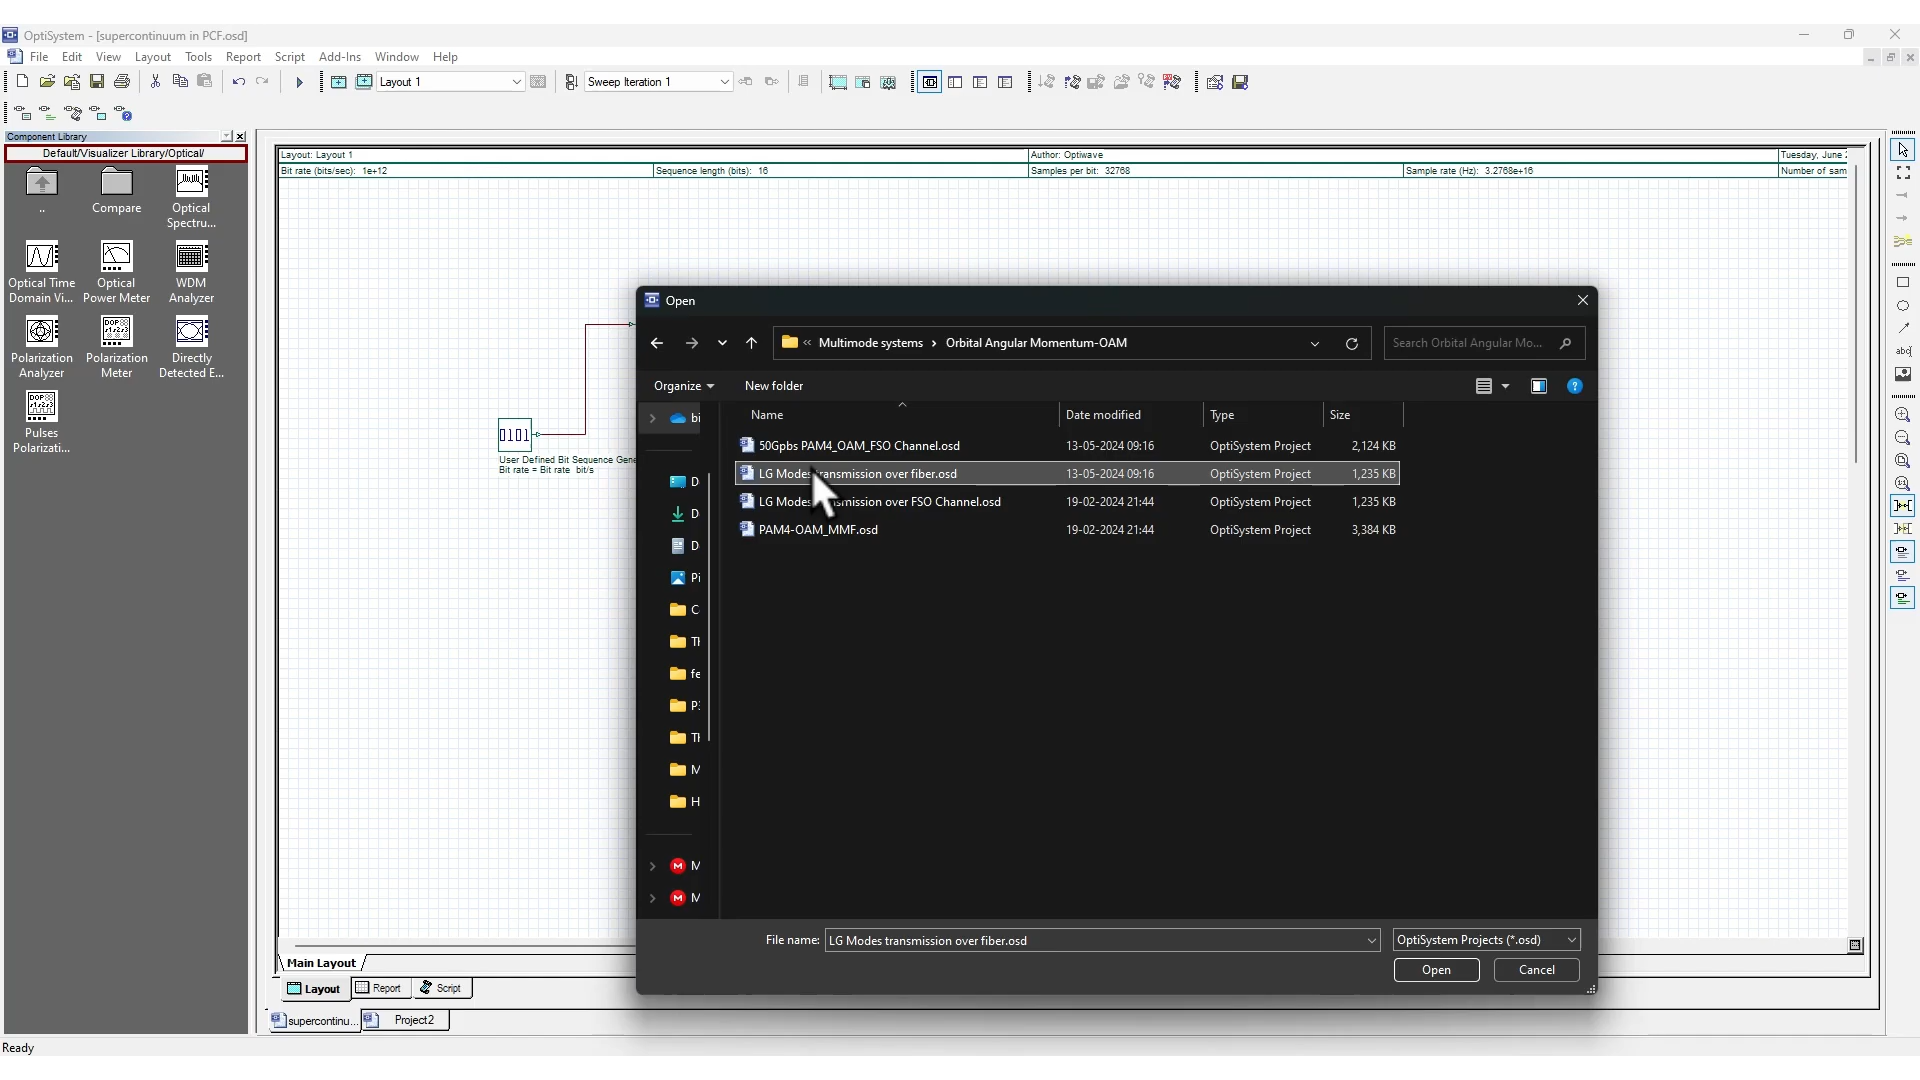 OptiSystem - [supercontinuum in PCF.osd]
File Edit View Layout Tools Report Script Add-Ins Window Help
Layout 1
Sweep Iteration 1
Component Library
Default/Visualizer Library/Optical/
..
Compare
Optical Spectru...
Optical Time Domain Vi...
Optical Power Meter
WDM Analyzer
Polarization Analyzer
Polarization Meter
Directly Detected E...
Pulses Polarizati...
Layout: Layout 1
Author: Optiwave
Tuesday, June
Bit rate (bits/sec): 1e+12
Sequence length (bits): 16
Samples per bit: 32768
Sample rate (Hz): 3.2768e+16
Number of sam
0101
User Defined Bit Sequence Gene
Bit rate = Bit rate bits/s
Open
« Multimode systems › Orbital Angular Momentum-OAM
Search Orbital Angular Mo...
Organize
New folder
Name Date modified Type Size
50Gpbs PAM4_OAM_FSO Channel.osd 13-05-2024 09:16 OptiSystem Project 2,124 KB
LG Modes transmission over fiber.osd 13-05-2024 09:16 OptiSystem Project 1,235 KB
LG Modes smission over FSO Channel.osd 19-02-2024 21:44 OptiSystem Project 1,235 KB
PAM4-OAM_MMF.osd 19-02-2024 21:44 OptiSystem Project 3,384 KB
bi
D
D
D
Pi
C
Tl
fe
P:
M
H
M
M
File name: LG Modes transmission over fiber.osd
OptiSystem Projects (*.osd)
Open
Cancel
Main Layout
Layout
Report
Script
supercontinu...
Project2
Ready